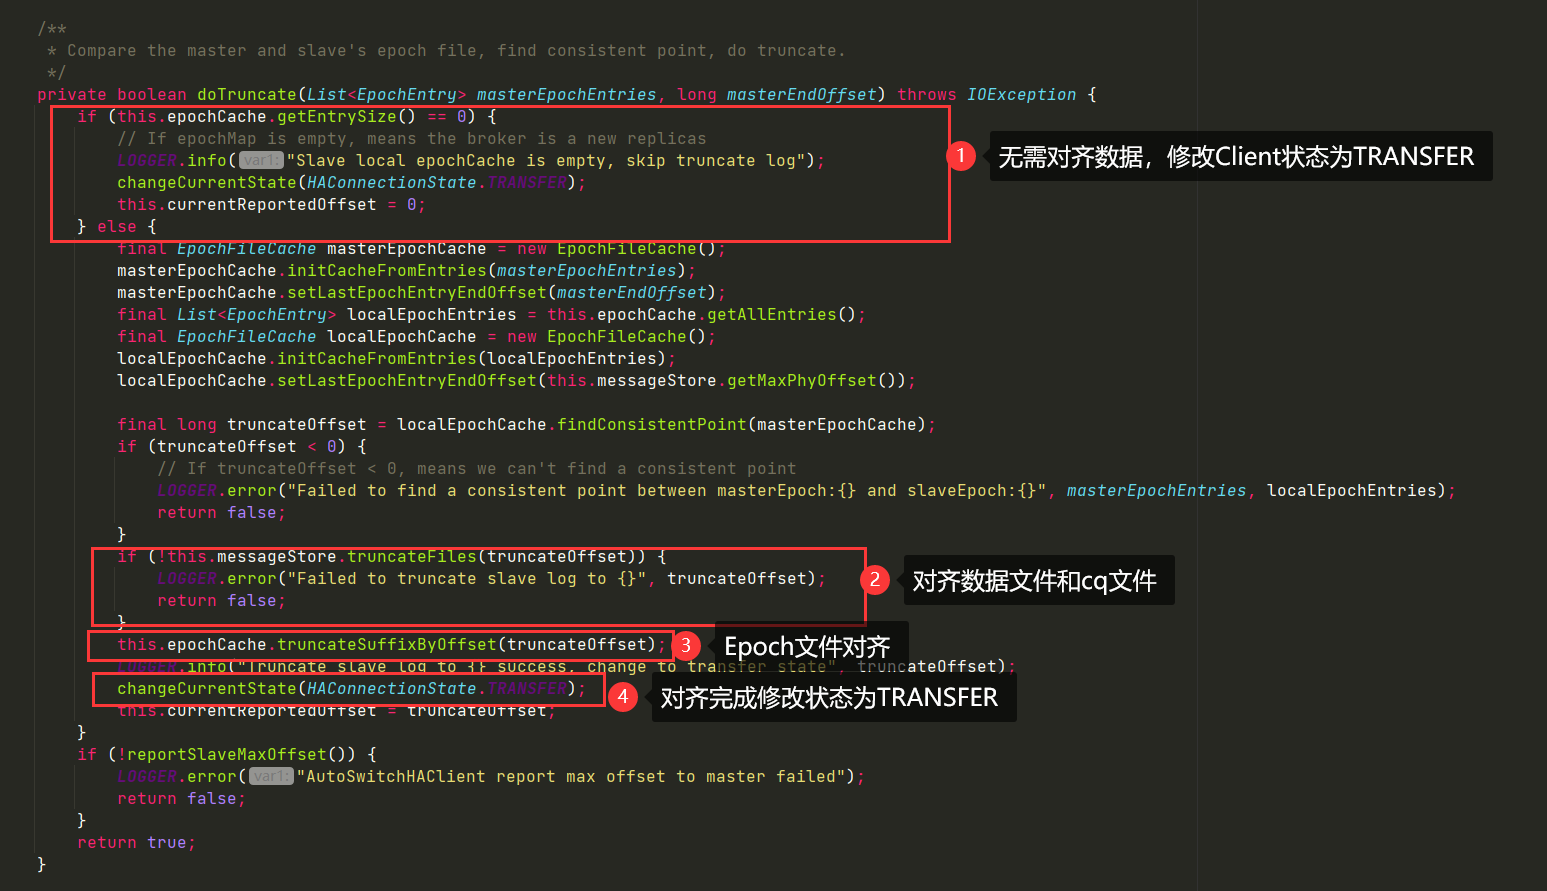 /**
 * Compare the master and slave's epoch file, find consistent point, do truncate.
 */
private boolean doTruncate(List<EpochEntry> masterEpochEntries, long masterEndOffset) throws IOException {
    if (this.epochCache.getEntrySize() == 0) {
        // If epochMap is empty, means the broker is a new replicas
        LOGGER.info( var1: "Slave local epochCache is empty, skip truncate log");
1 无需对齐数据，修改Client状态为TRANSFER
        changeCurrentState(HAConnectionState.TRANSFER);
        this.currentReportedOffset = 0;
    } else {
        final EpochFileCache masterEpochCache = new EpochFileCache();
        masterEpochCache.initCacheFromEntries(masterEpochEntries);
        masterEpochCache.setLastEpochEntryEndOffset(masterEndOffset);
        final List<EpochEntry> localEpochEntries = this.epochCache.getAllEntries();
        final EpochFileCache localEpochCache = new EpochFileCache();
        localEpochCache.initCacheFromEntries(localEpochEntries);
        localEpochCache.setLastEpochEntryEndOffset(this.messageStore.getMaxPhyOffset());
        final long truncateOffset = localEpochCache.findConsistentPoint(masterEpochCache);
        if (truncateOffset < 0) {
            // If truncateOffset < 0, means we can't find a consistent point
            LOGGER.error("Failed to find a consistent point between masterEpoch:{} and slaveEpoch:{}", masterEpochEntries, localEpochEntries);
            return false;
        }
        if (!this.messageStore.truncateFiles(truncateOffset)) {
            LOGGER.error("Failed to truncate slave log to {}", truncateOffset);
2 对齐数据文件和cq文件
            return false;
        }
        this.epochCache.truncateSuffixByOffset(truncateOffset);
3 Epoch文件对齐
        LOGGER.info("Truncate slave log to {} success, change to transfer state", truncateOffset);
        changeCurrentState(HAConnectionState.TRANSFER);
4 对齐完成修改状态为TRANSFER
        this.currentReportedOffset = truncateOffset;
    }
    if (!reportSlaveMaxOffset()) {
        LOGGER.error( var1: "AutoSwitchHAClient report max offset to master failed");
        return false;
    }
    return true;
}